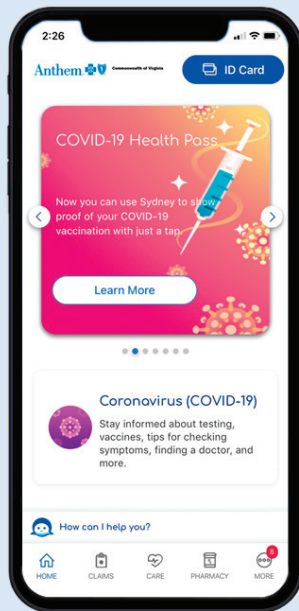 2:26
Anthem
Commonwealth of Virginia
ID Card
COVID-19 Health Pass
Now you can use Sydney to show
proof of your COVID-19
vaccination with just a tap.
Learn More
Coronavirus (COVID-19)
Stay informed about testing,
vaccines, tips for checking
symptoms, finding a doctor, and
more.
How can I help you?
HOME
CLAIMS
CARE
PHARMACY
8
MORE